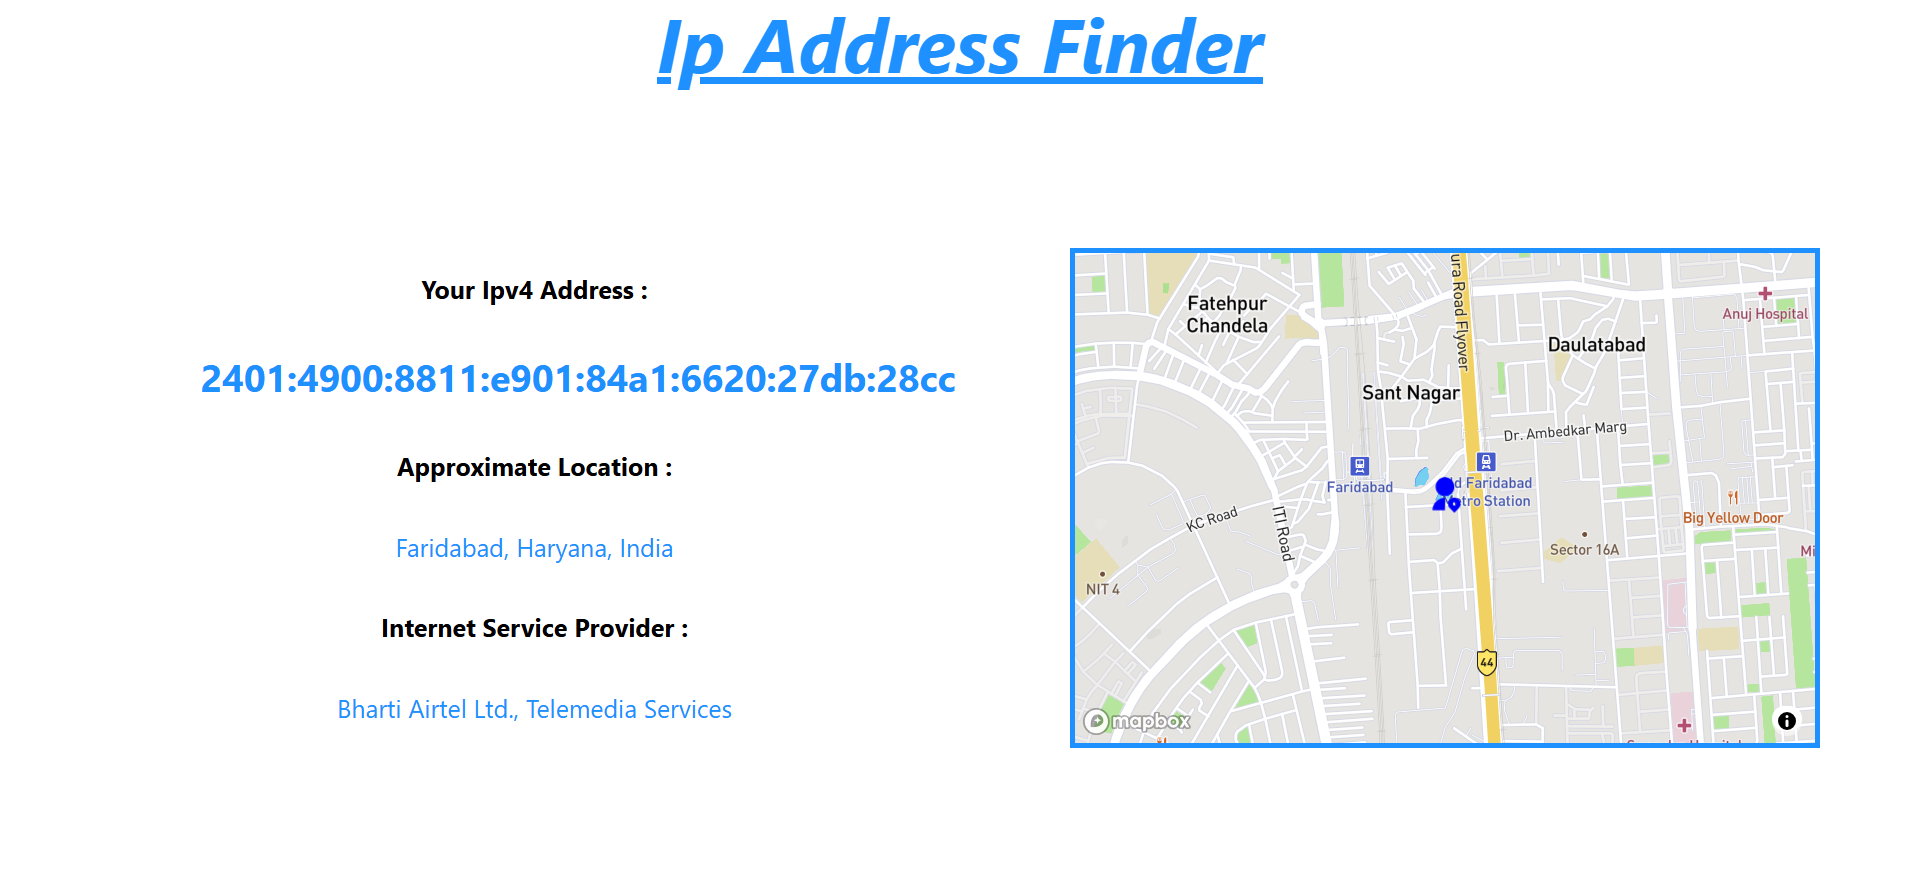 Ip Address Finder
Your Ipv4 Address :
2401:4900:8811:e901:84a1:6620:27db:28cc
Approximate Location :
Faridabad, Haryana, India
Internet Service Provider :
Bharti Airtel Ltd., Telemedia Services
ura Road Flyover
Fatehpur
Chandela
Anuj Hospital
Daulatabad
Sant Nagar
Dr. Ambedkar Marg
Faridabad
d Faridabad
tro Station
KC Road
ITI Road
Big Yellow Door
Sector 16A
Mi
NIT 4
44
mapbox